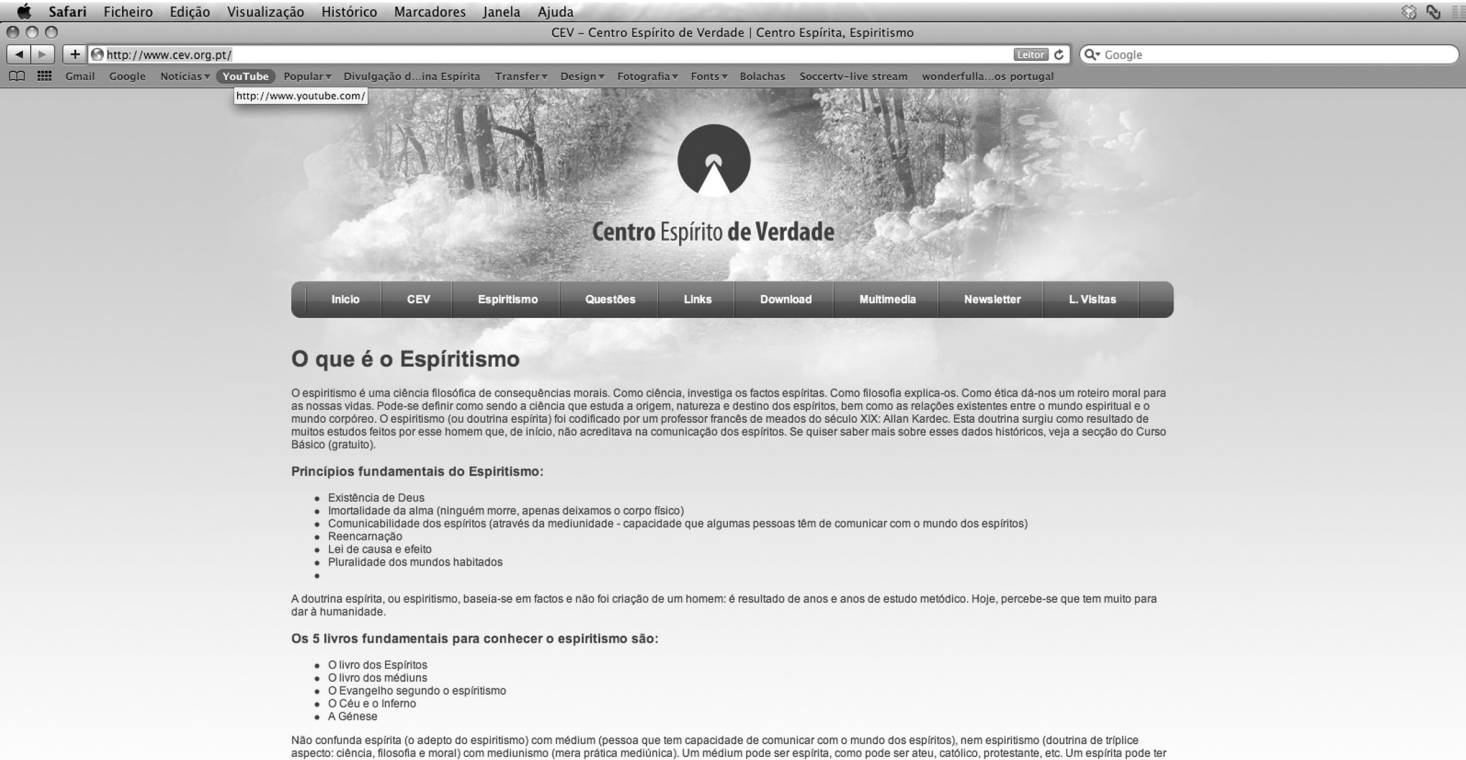 Safari Ficheiro Edição Visualização Histórico Marcadores Janela Ajuda
CEV – Centro Espírito de Verdade | Centro Espírita, Espiritismo
http://www.cev.org.pt/ Leitor Google
Gmail Google Notícias YouTube Popular Divulgação d...ina Espírita Transfer Design Fotografia Fonts Bolachas Soccertv-live stream wonderfulla...os portugal
http://www.youtube.com/
Centro Espírito de Verdade
Inicio CEV Espiritismo Questões Links Download Multimedia Newsletter L. Visitas
O que é o Espíritismo
O espiritismo é uma ciência filosófica de consequências morais. Como ciência, investiga os factos espíritas. Como filosofia explica-os. Como ética dá-nos um roteiro moral para
as nossas vidas. Pode-se definir como sendo a ciência que estuda a origem, natureza e destino dos espíritos, bem como as relações existentes entre o mundo espiritual e o
mundo corpóreo. O espiritismo (ou doutrina espírita) foi codificado por um professor francês de meados do século XIX: Allan Kardec. Esta doutrina surgiu como resultado de
muitos estudos feitos por esse homem que, de início, não acreditava na comunicação dos espíritos. Se quiser saber mais sobre esses dados históricos, veja a secção do Curso
Básico (gratuito).
Princípios fundamentais do Espiritismo:
• Existência de Deus
• Imortalidade da alma (ninguém morre, apenas deixamos o corpo físico)
• Comunicabilidade dos espíritos (através da mediunidade - capacidade que algumas pessoas têm de comunicar com o mundo dos espíritos)
• Reencarnação
• Lei de causa e efeito
• Pluralidade dos mundos habitados
•
A doutrina espírita, ou espiritismo, baseia-se em factos e não foi criação de um homem: é resultado de anos e anos de estudo metódico. Hoje, percebe-se que tem muito para
dar à humanidade.
Os 5 livros fundamentais para conhecer o espiritismo são:
• O livro dos Espíritos
• O livro dos médiuns
• O Evangelho segundo o espiritismo
• O Céu e o Inferno
• A Génese
Não confunda espírita (o adepto do espiritismo) com médium (pessoa que tem capacidade de comunicar com o mundo dos espíritos), nem espiritismo (doutrina de tríplice
aspecto: ciência, filosofia e moral) com mediunismo (mera prática mediúnica). Um médium pode ser espírita, como pode ser ateu, católico, protestante, etc. Um espírita pode ter